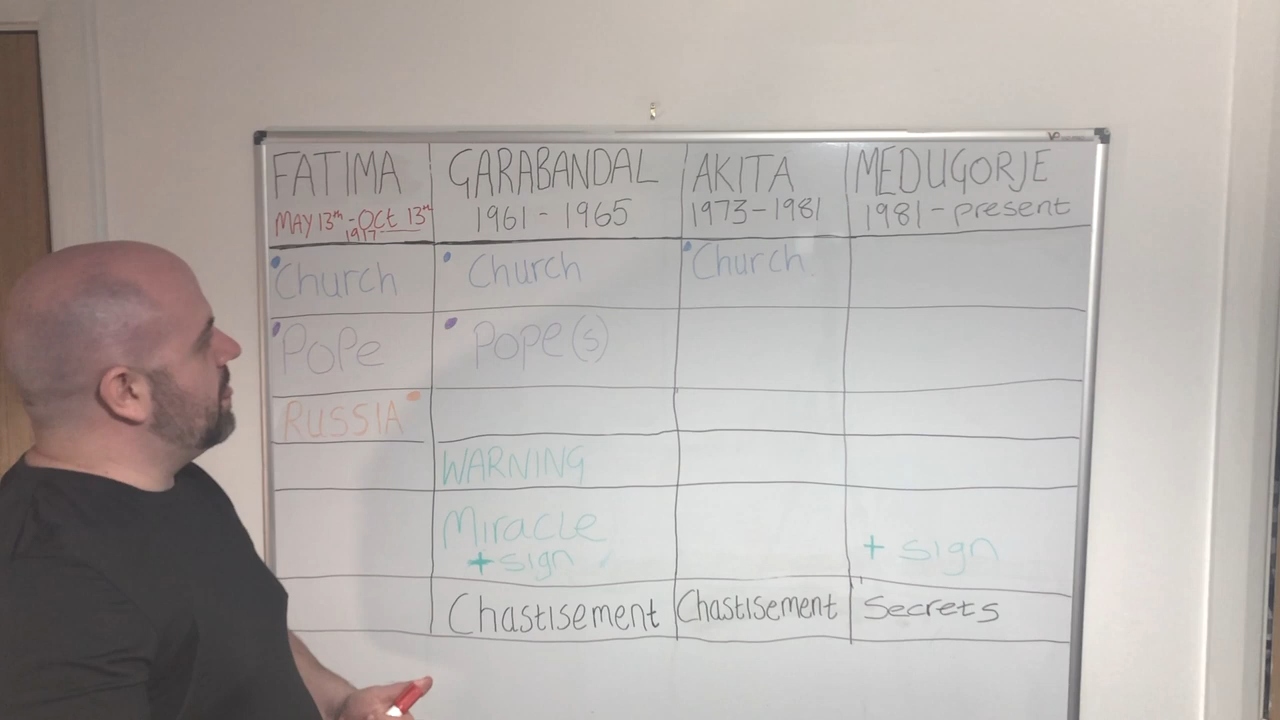 FATIMA GARABANDAL AKITA MEDUGORJE
MAY 13th - Oct 13th 1961 - 1965 1973-1981 1981 - present
1917
Church Church Church
Pope Pope(s)
RUSSIA
WARNING
Miracle
+ sign + sign
Chastisement Chastisement Secrets